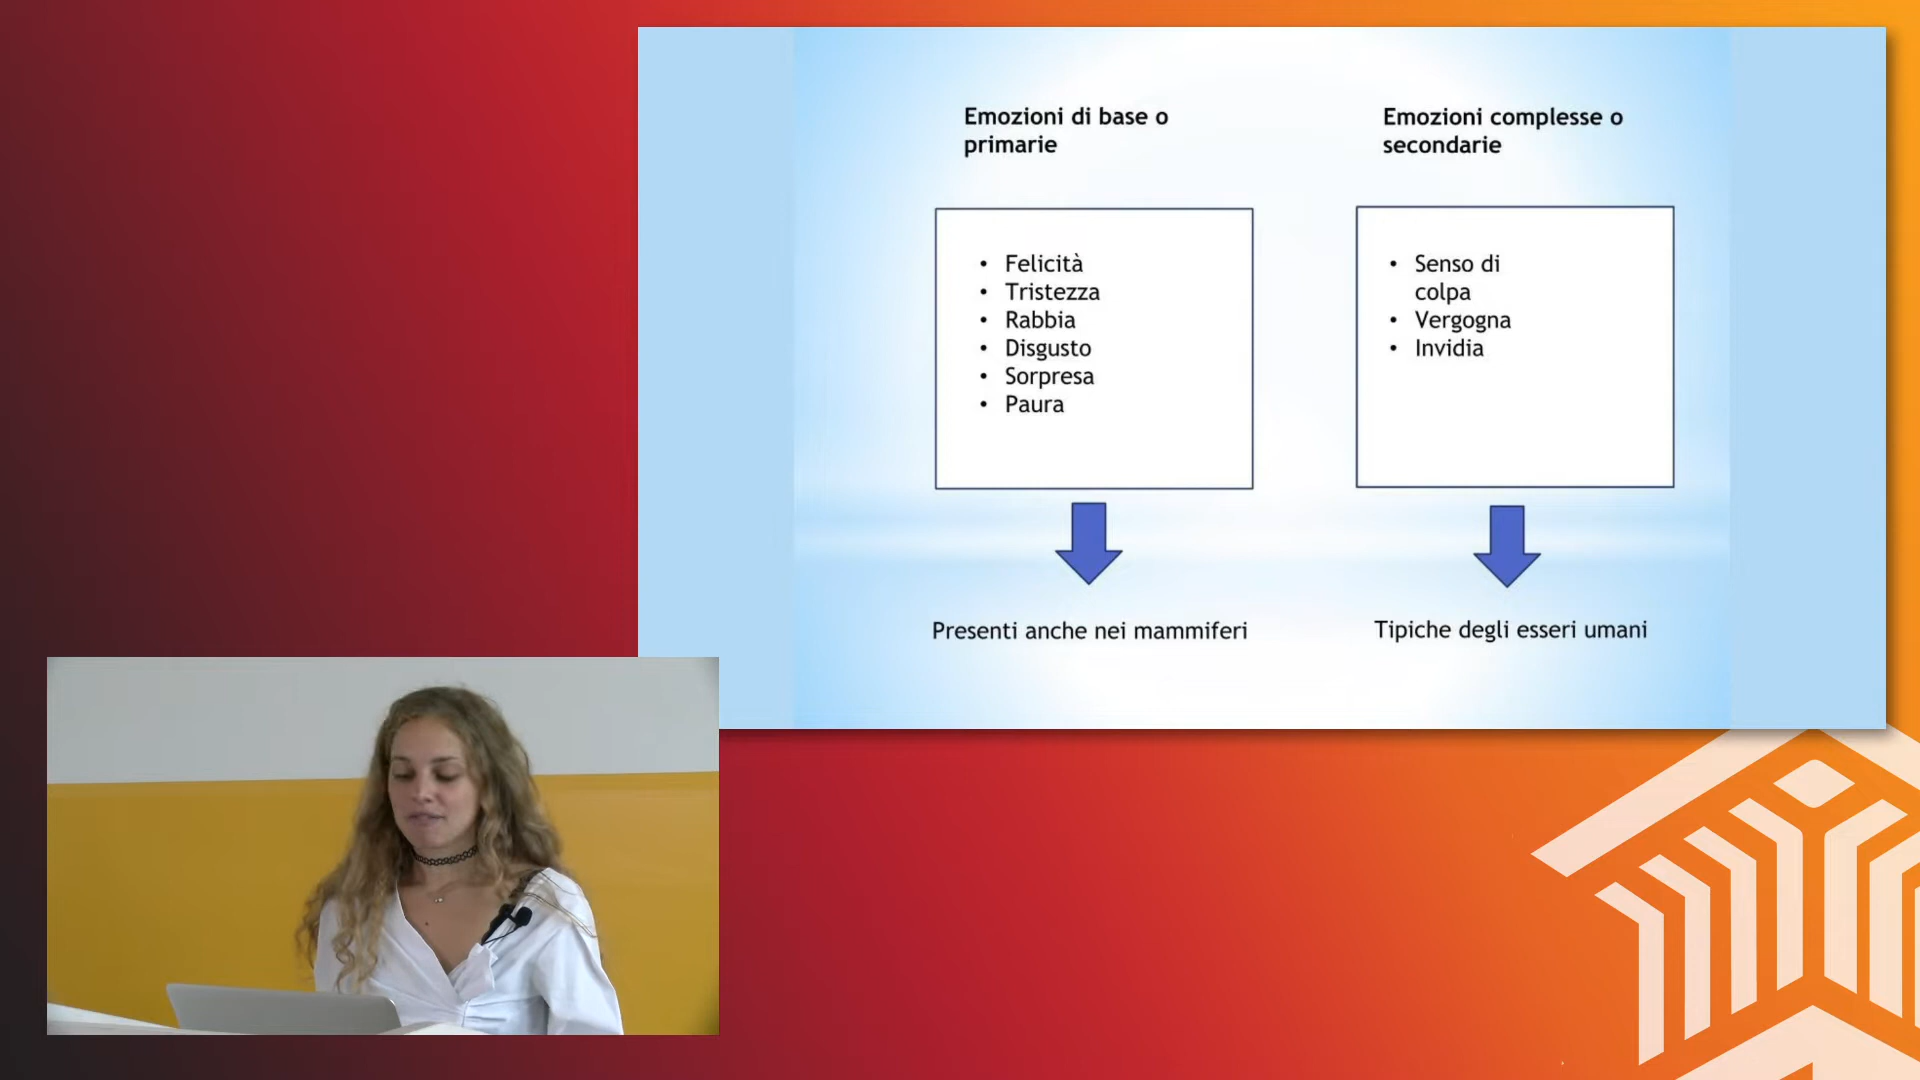 Emozioni di base o
primarie
• Felicità
• Tristezza
• Rabbia
• Disgusto
• Sorpresa
• Paura
Presenti anche nei mammiferi
Emozioni complesse o
secondarie
• Senso di
colpa
• Vergogna
• Invidia
Tipiche degli esseri umani